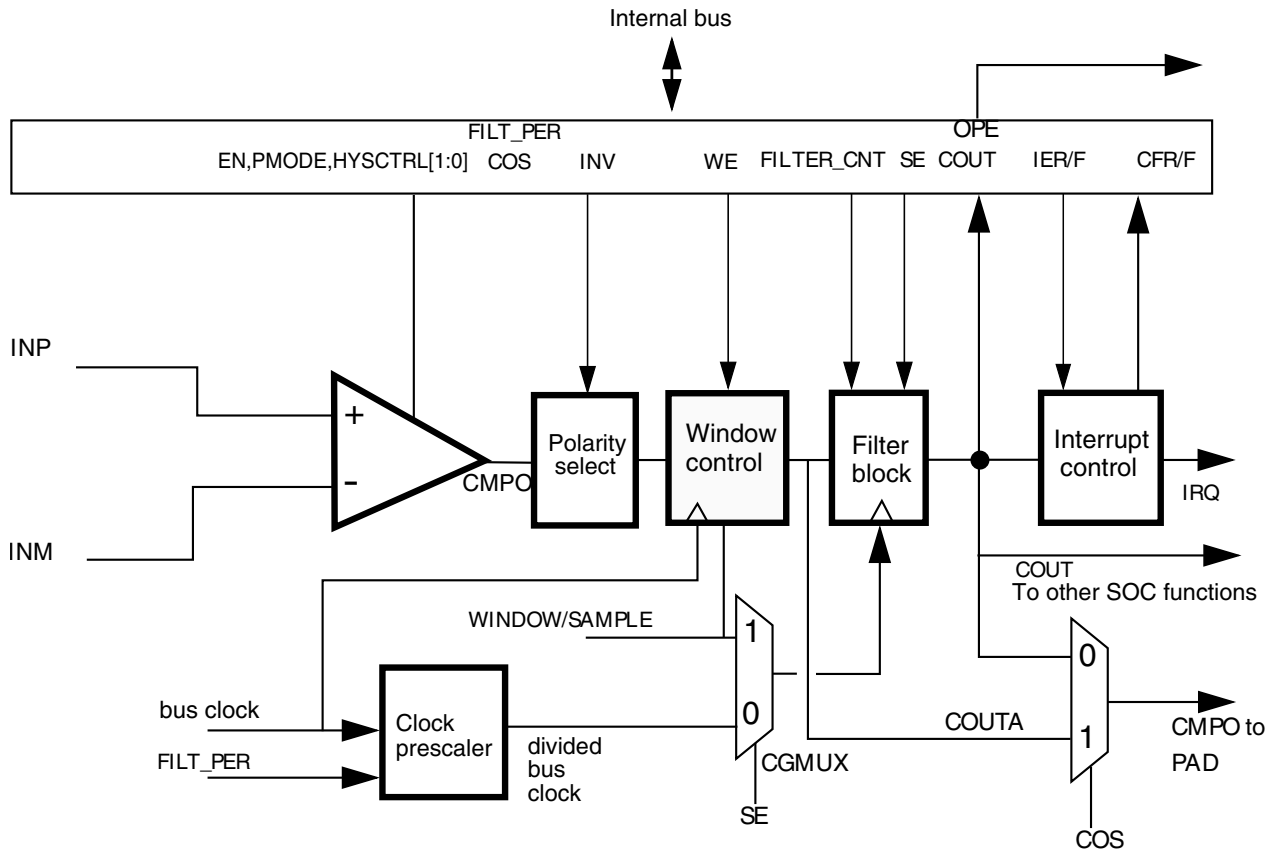 Internal bus
FILT_PER
OPE
EN,PMODE,HYSCTRL[1:0]
COS
INV
WE
FILTER_CNT
SE
COUT
IER/F
CFR/F
INP
+
-
INM
CMPO
Polarity
select
Window
control
Filter
block
Interrupt
control
IRQ
COUT
To other SOC functions
WINDOW/SAMPLE
1
0
CGMUX
SE
bus clock
FILT_PER
Clock
prescaler
divided
bus
clock
COUTA
0
1
COS
CMPO to
PAD